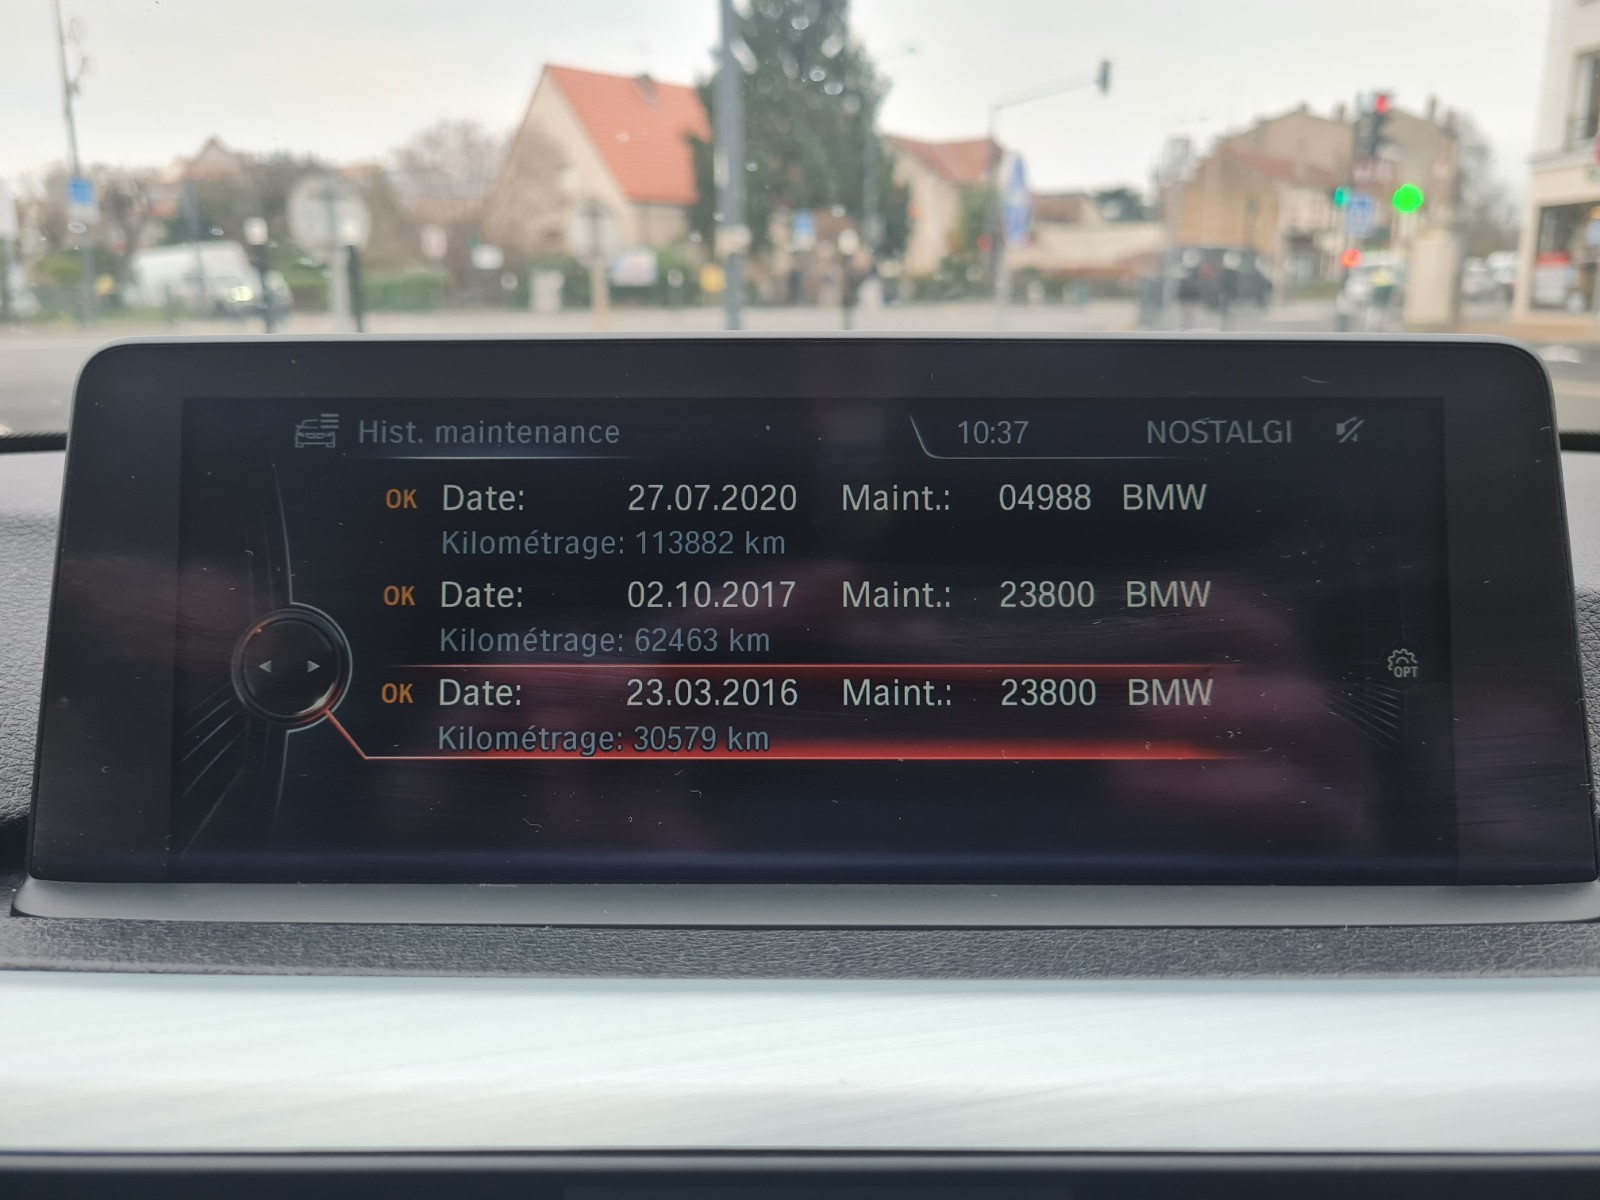 Hist. maintenance 10:37 NOSTALGI
OK Date: 27.07.2020 Maint.: 04988 BMW
Kilométrage: 113882 km
OK Date: 02.10.2017 Maint.: 23800 BMW
Kilométrage: 62463 km
OK Date: 23.03.2016 Maint.: 23800 BMW
Kilométrage: 30579 km
OPT